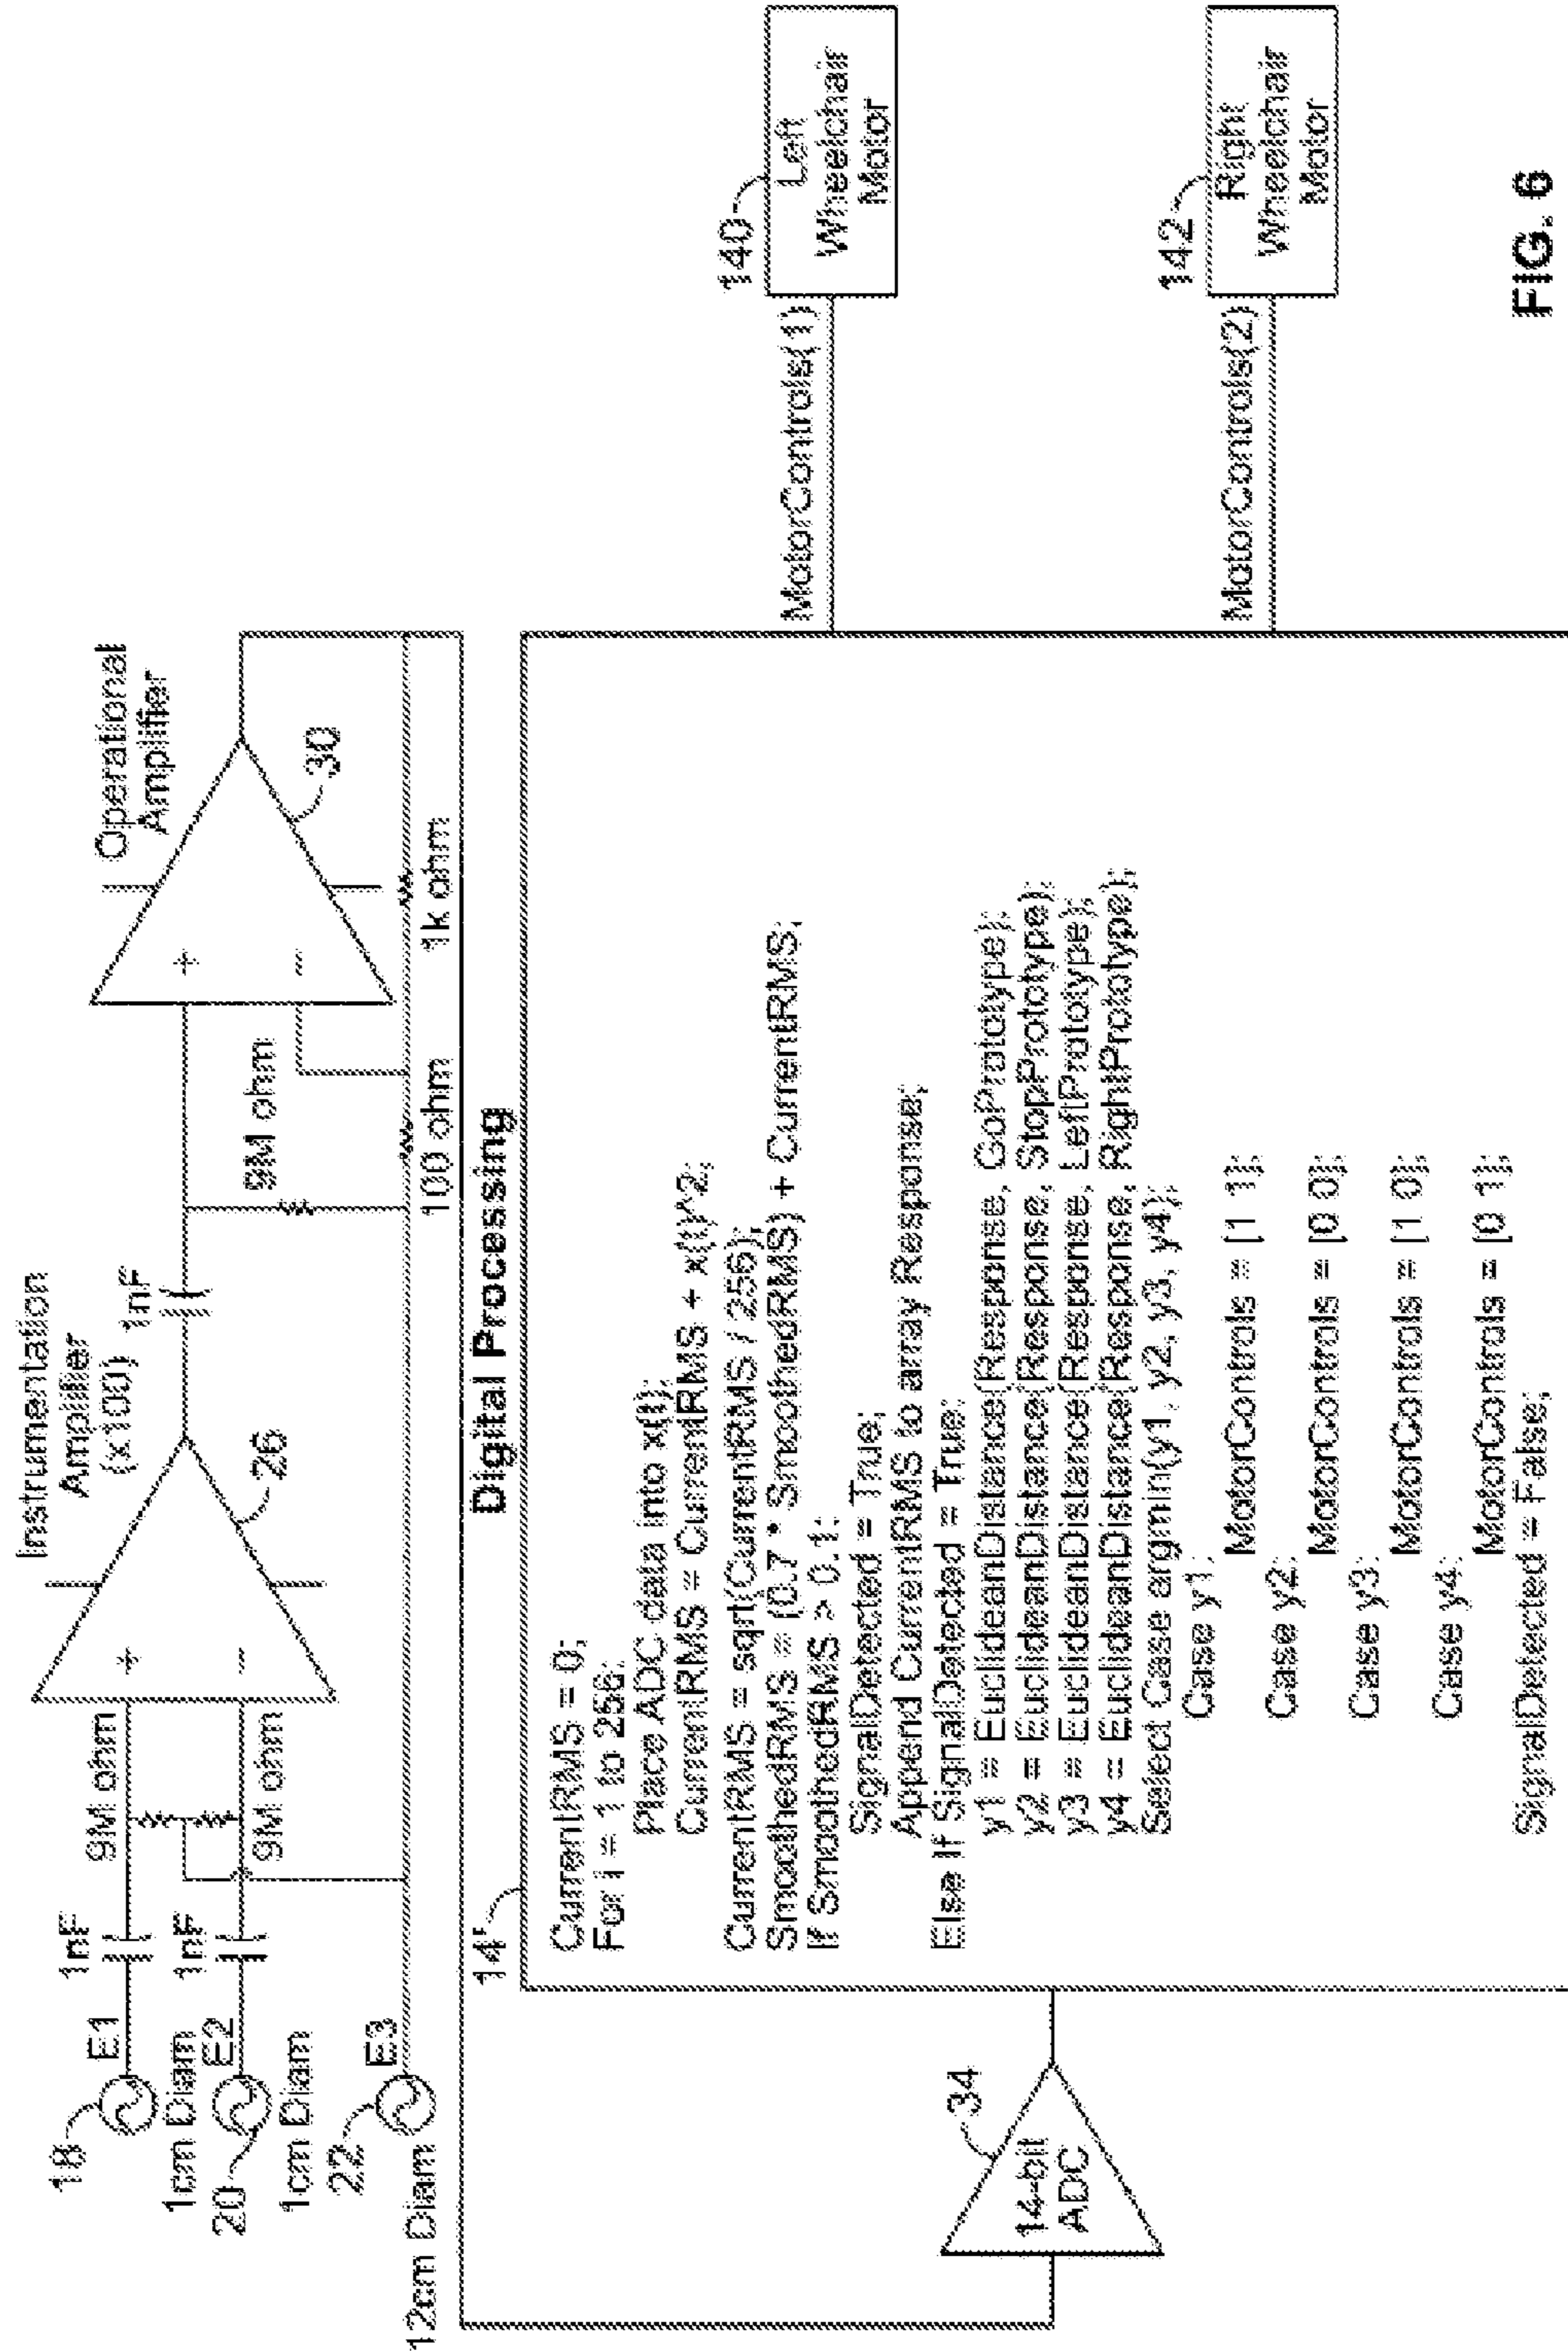 Instrumentation
Amplifier
(x100)
Operational
Amplifier
18
E1
1nF
9M ohm
26
1nF
1cm Diam
20
E2
1nF
9M ohm
9M ohm
30
1cm Diam
22
E3
12cm Diam
100 ohm
1k ohm
Digital Processing
14'
CurrentRMS = 0;
For i = 1 to 256:
Place ADC data into x(t);
CurrentRMS = CurrentRMS + x(t)^2;
CurrentRMS = sqrt(CurrentRMS / 256);
SmoothedRMS = (0.7 * SmoothedRMS) + CurrentRMS;
If SmoothedRMS > 0.1:
SignalDetected = True;
Append CurrentRMS to array Response;
Else If SignalDetected = True:
y1 = EuclideanDistance(Response, GoPrototype);
y2 = EuclideanDistance(Response, StopPrototype);
y3 = EuclideanDistance(Response, LeftPrototype);
y4 = EuclideanDistance(Response, RightPrototype);
Select Case argmin(y1, y2, y3, y4):
Case y1:
MotorControls = [1 1];
Case y2:
MotorControls = [0 0];
Case y3:
MotorControls = [1 0];
Case y4:
MotorControls = [0 1];
SignalDetected = False;
34
14-bit
ADC
MotorControls(1)
140
Left
Wheelchair
Motor
MotorControls(2)
142
Right
Wheelchair
Motor
FIG. 6